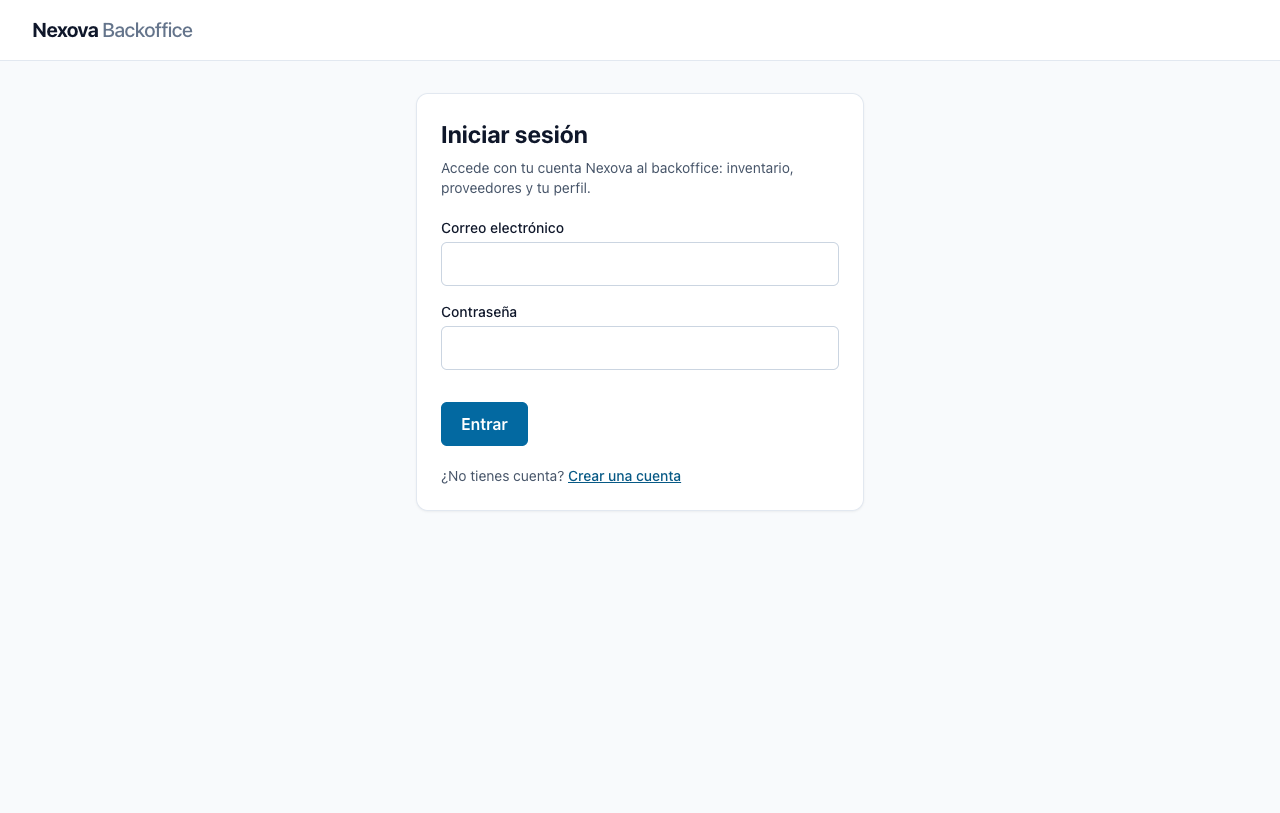 Nexova Backoffice
Iniciar sesión
Accede con tu cuenta Nexova al backoffice: inventario,
proveedores y tu perfil.
Correo electrónico
Contraseña
Entrar
¿No tienes cuenta? Crear una cuenta